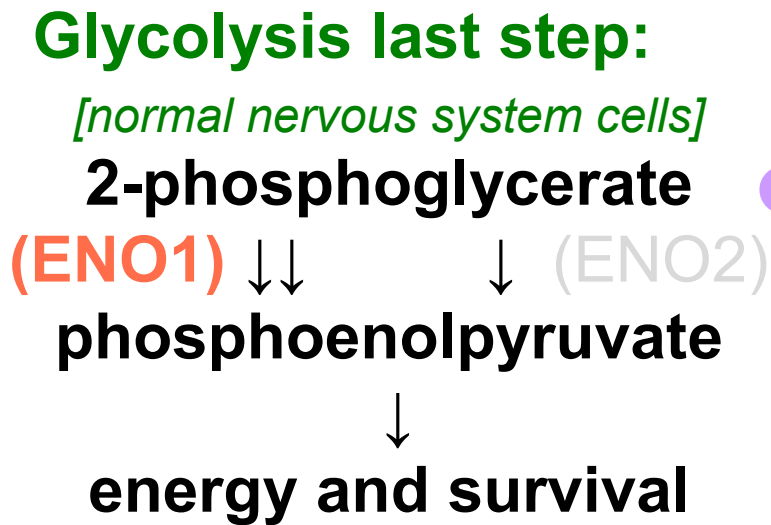 Glycolysis last step:
[normal nervous system cells]
2-phosphoglycerate
(ENO1) ↓↓ ↓ (ENO2)
phosphoenolpyruvate
↓
energy and survival